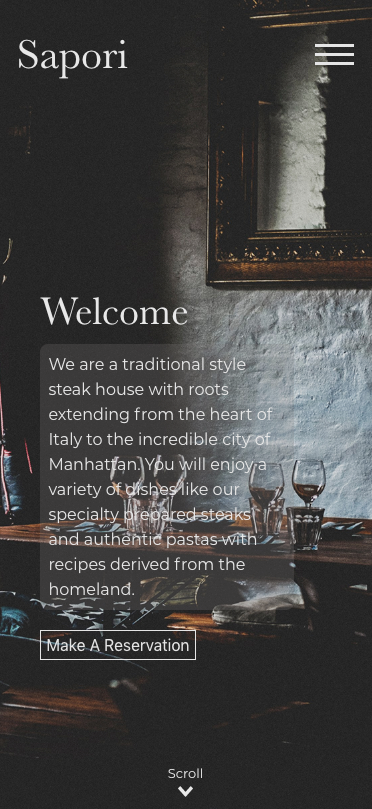 Sapori
Welcome
We are a traditional style
steak house with roots
extending from the heart of
Italy to the incredible city of
Manhattan. You will enjoy a
variety of dishes like our
specialty prepared steaks
and authentic pastas with
recipes derived from the
homeland.
Make A Reservation
Scroll